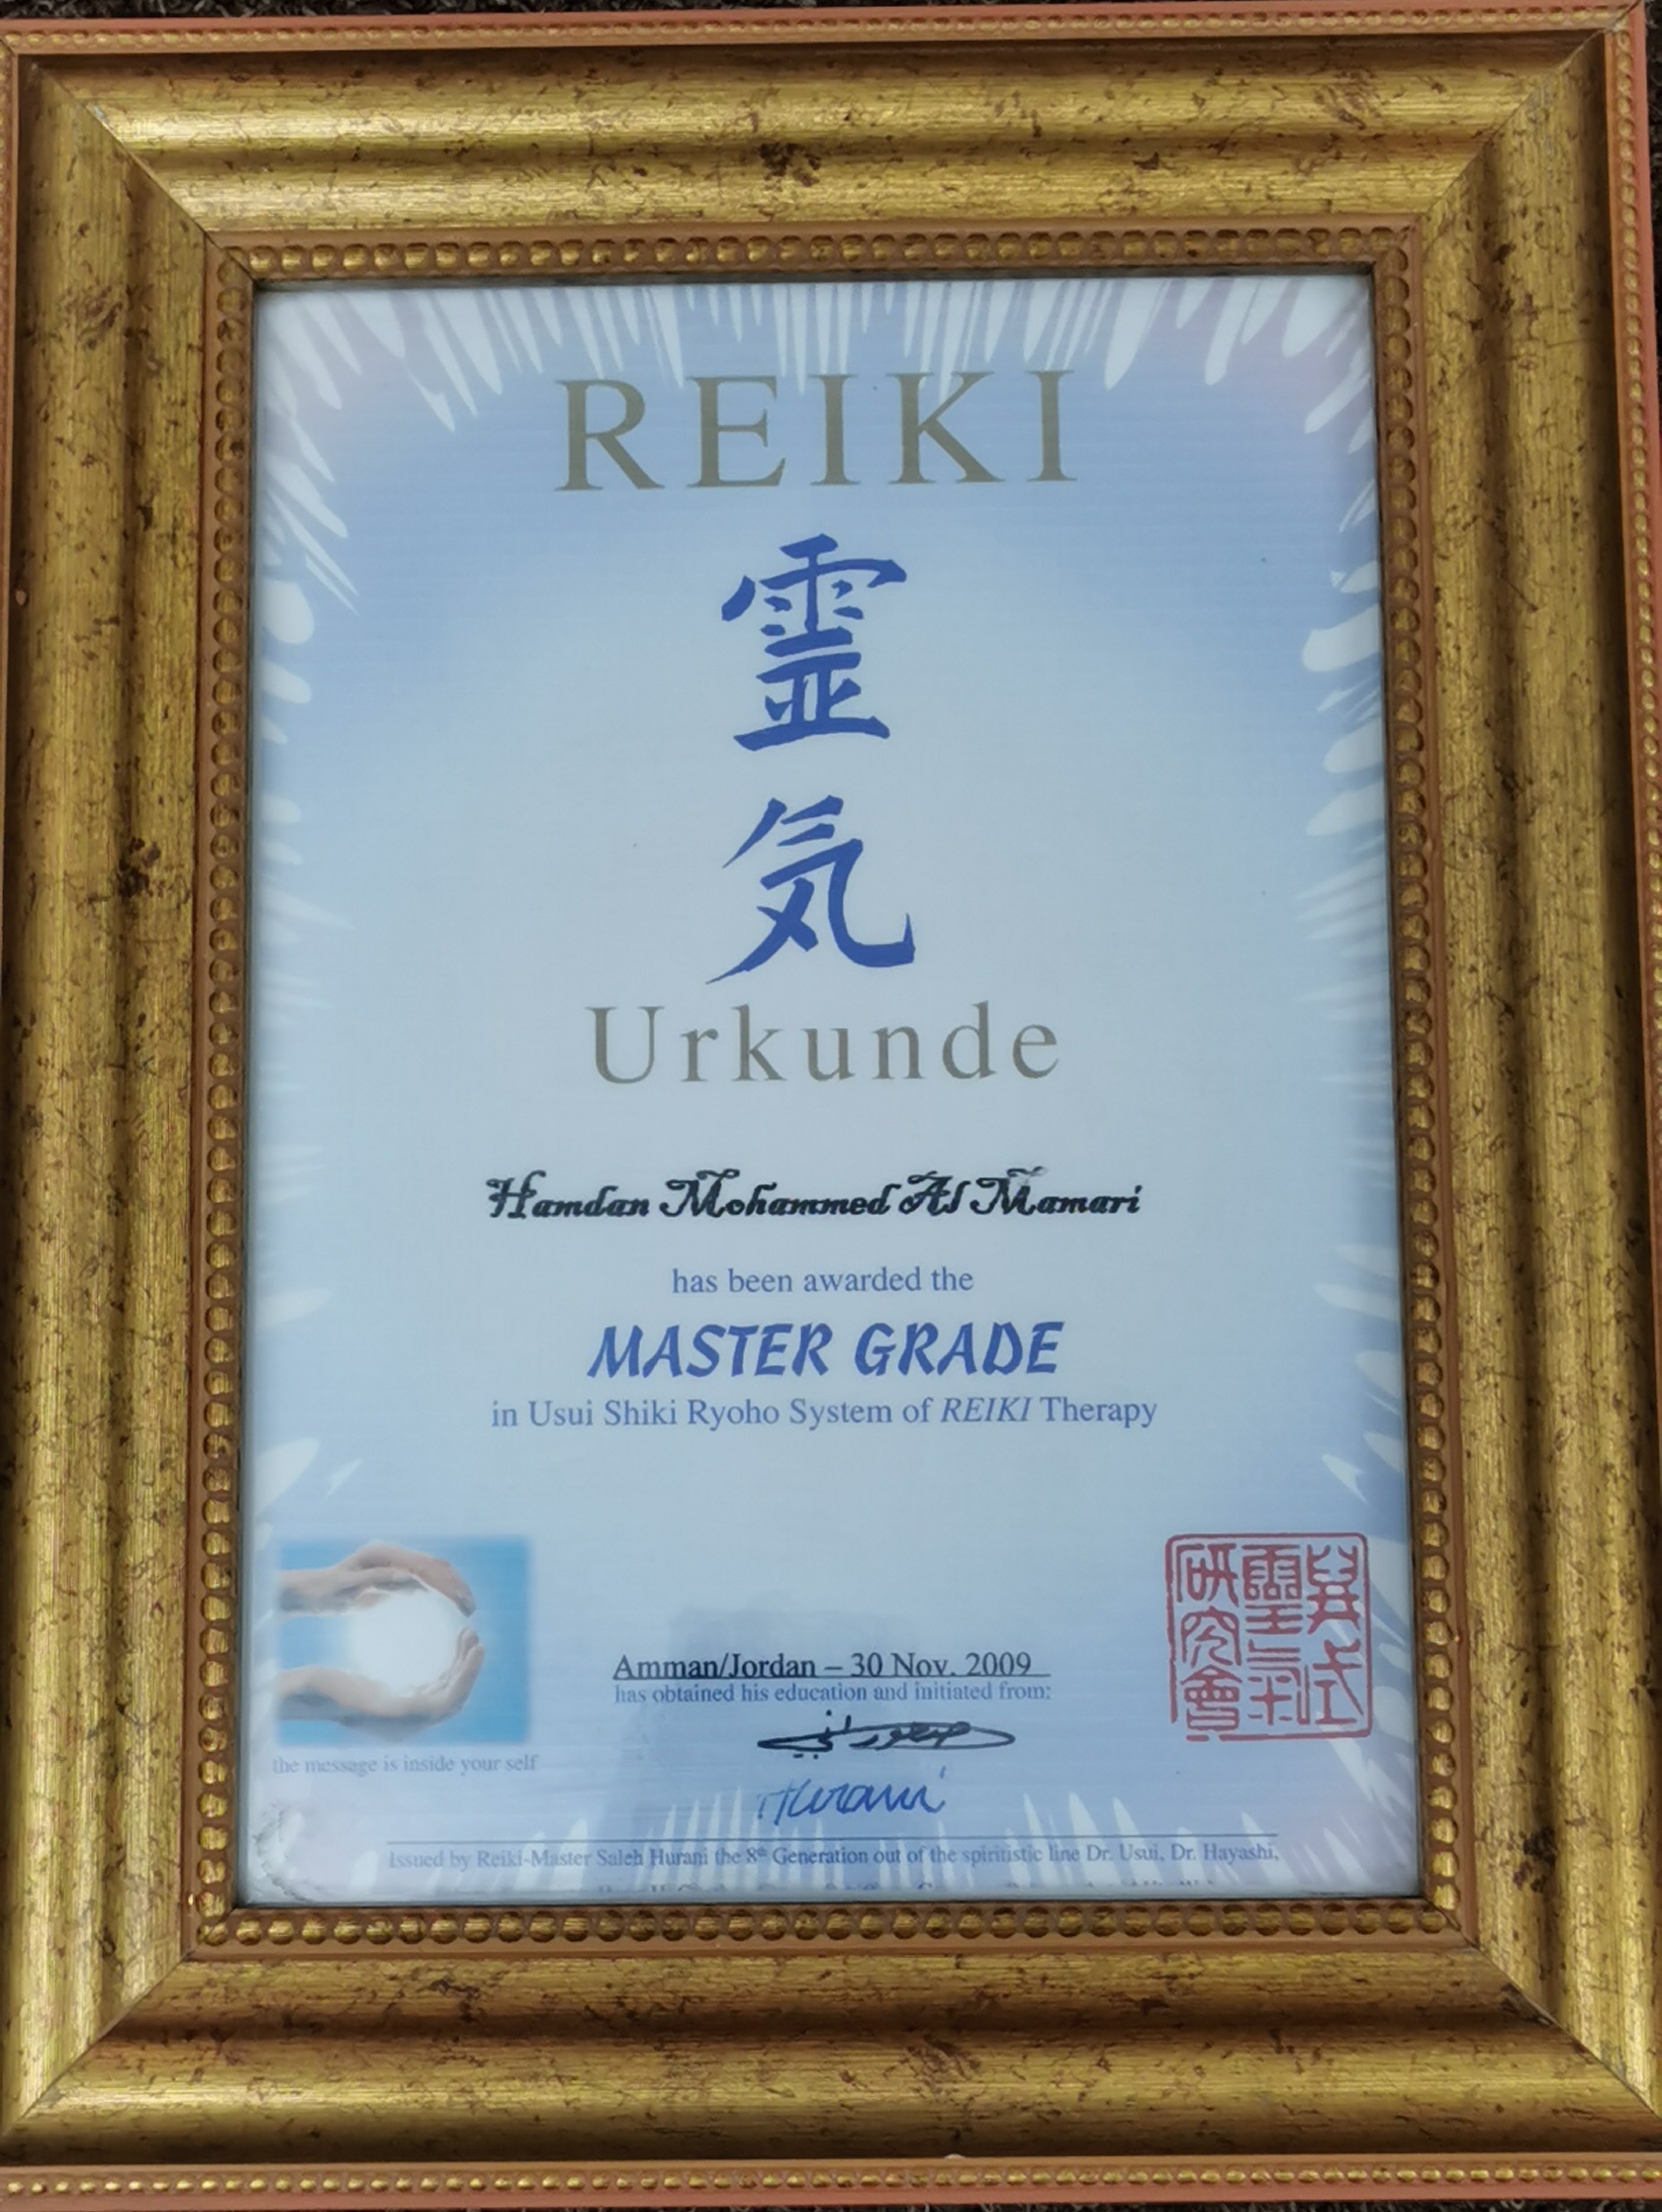 REIKI
霊
気
Urkunde
Hamdan Mohammed Al Mamari
has been awarded the
MASTER GRADE
in Usui Shiki Ryoho System of REIKI Therapy
Amman/Jordan – 30 Nov. 2009
has obtained his education and initiated from:
the message is inside your self
Hurani
Issued by Reiki-Master Saleh Hurani the 8th Generation out of the spiritistic line Dr. Usui, Dr. Hayashi,